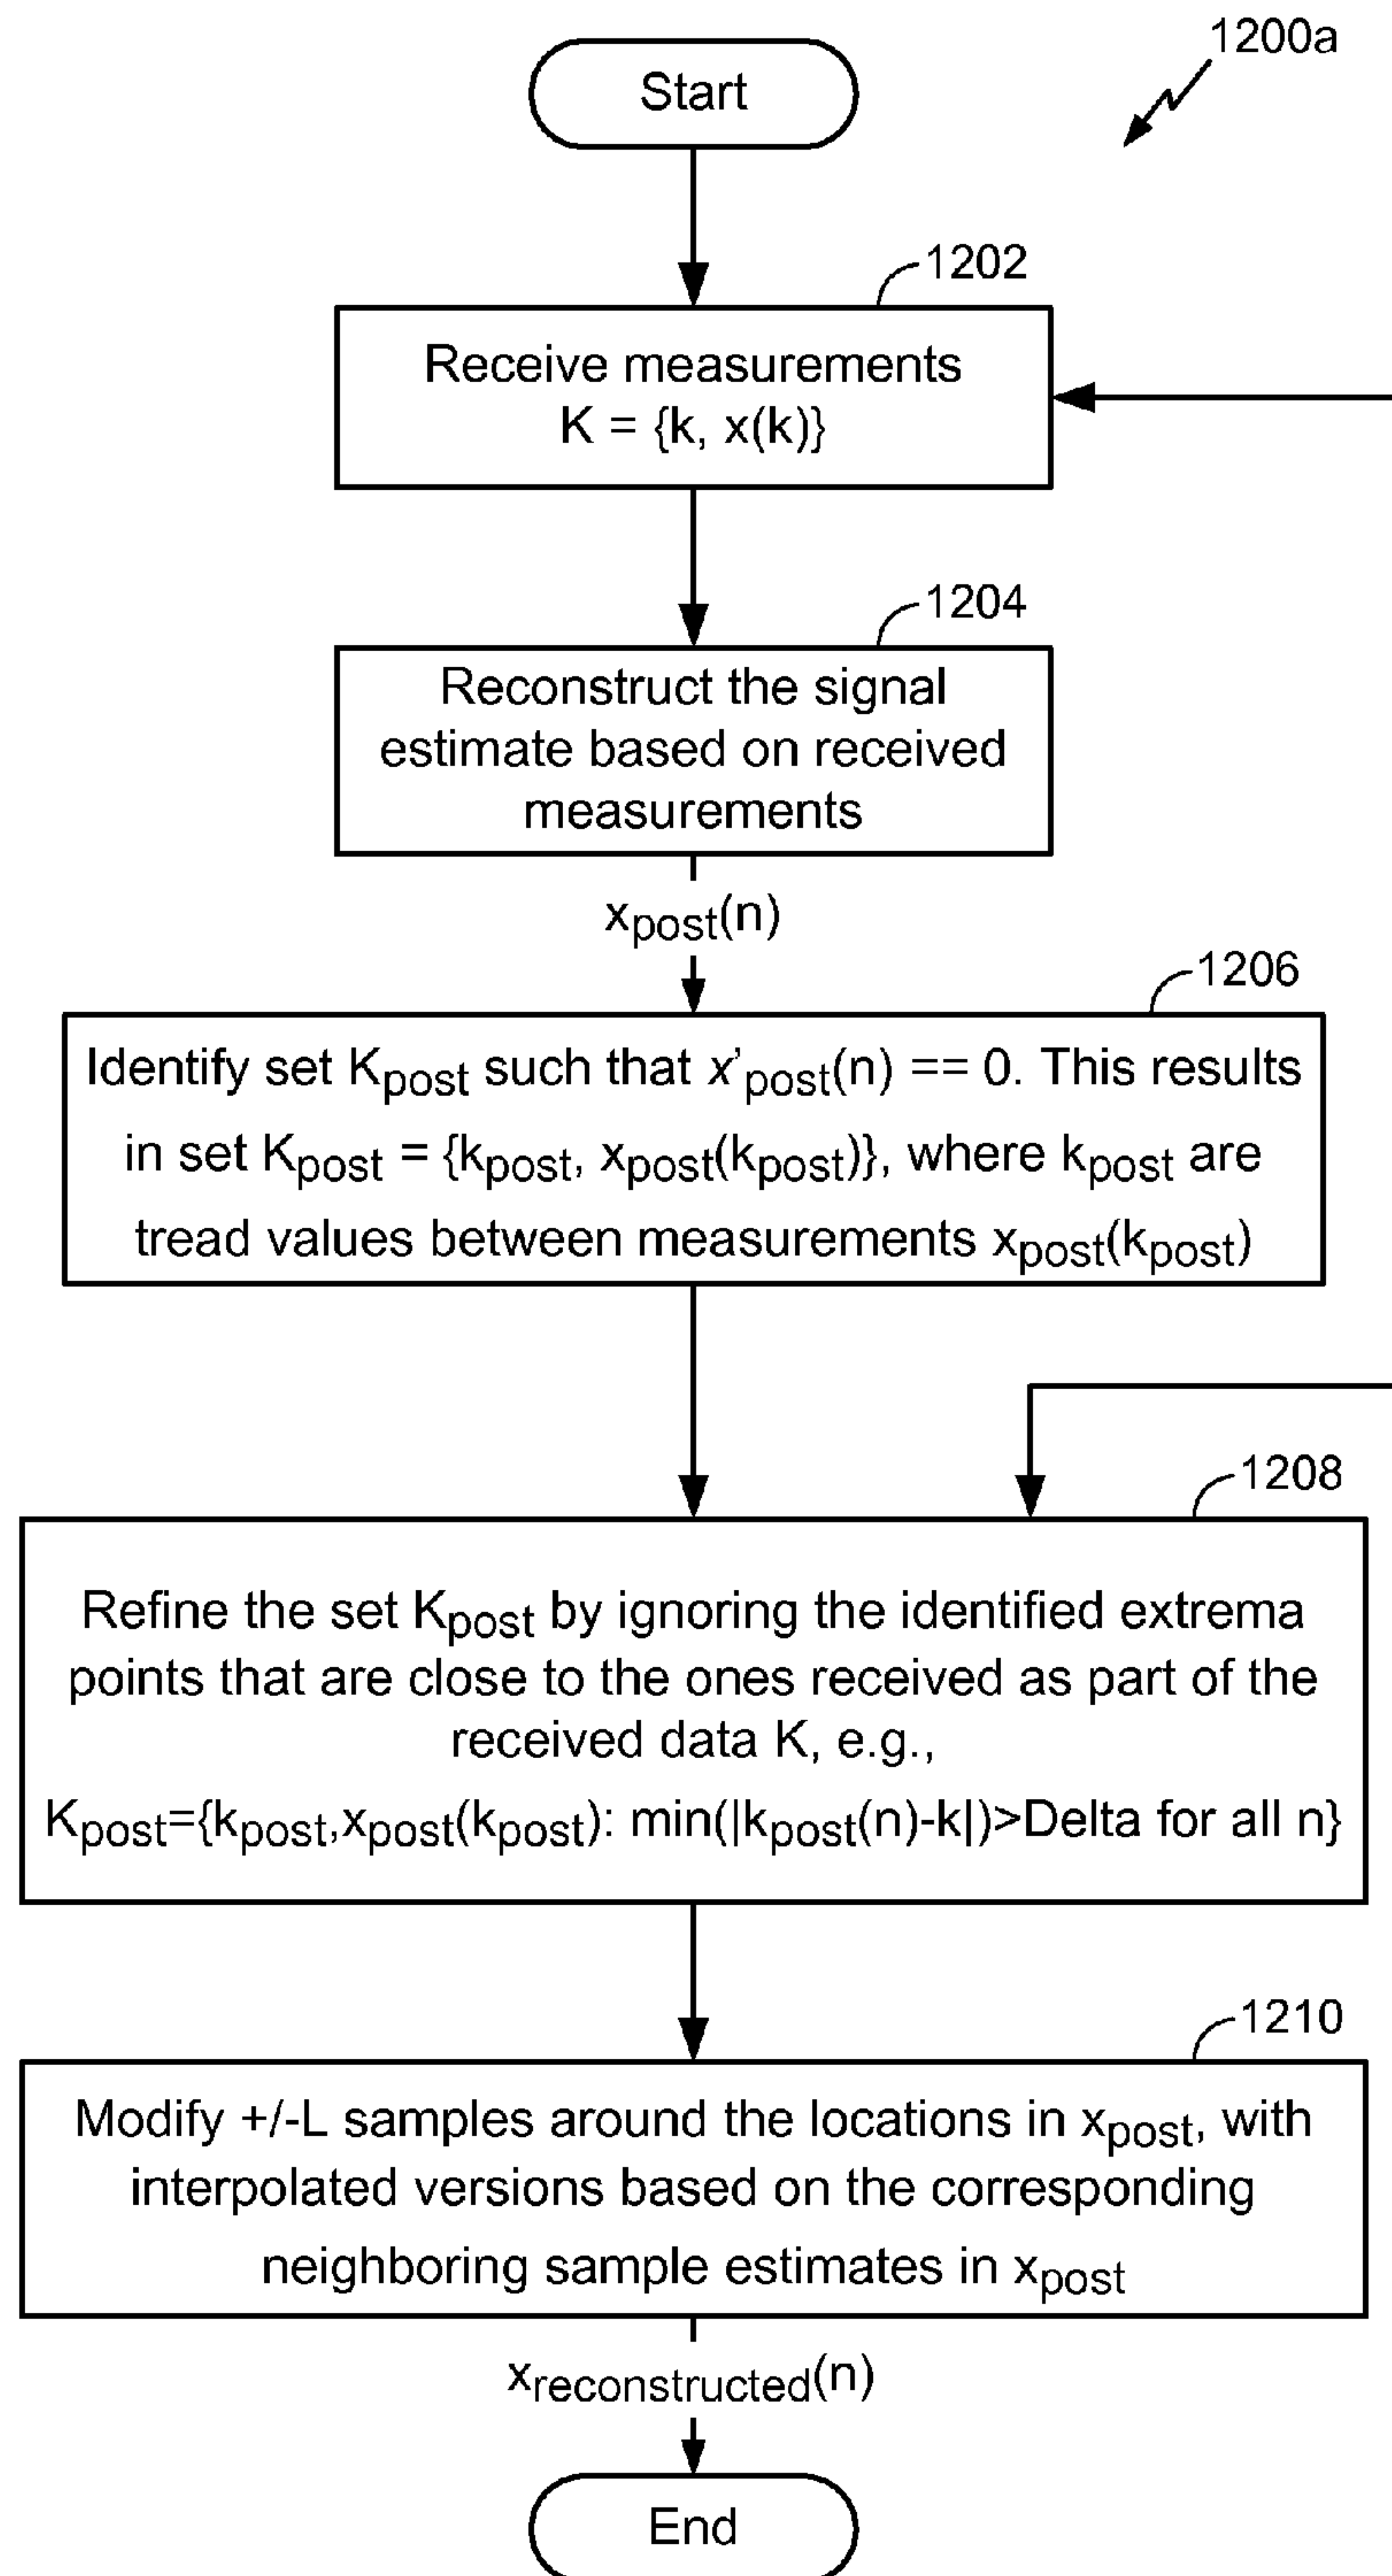 1200a
Start
1202
Receive measurements
K = {k, x(k)}
1204
Reconstruct the signal
estimate based on received
measurements
xpost(n)
1206
Identify set Kpost such that x’post(n) == 0. This results
in set Kpost = {kpost, xpost(kpost)}, where kpost are
tread values between measurements xpost(kpost)
1208
Refine the set Kpost by ignoring the identified extrema
points that are close to the ones received as part of the
received data K, e.g.,
Kpost={kpost,xpost(kpost): min(|kpost(n)-k|)>Delta for all n}
1210
Modify +/-L samples around the locations in xpost, with
interpolated versions based on the corresponding
neighboring sample estimates in xpost
xreconstructed(n)
End